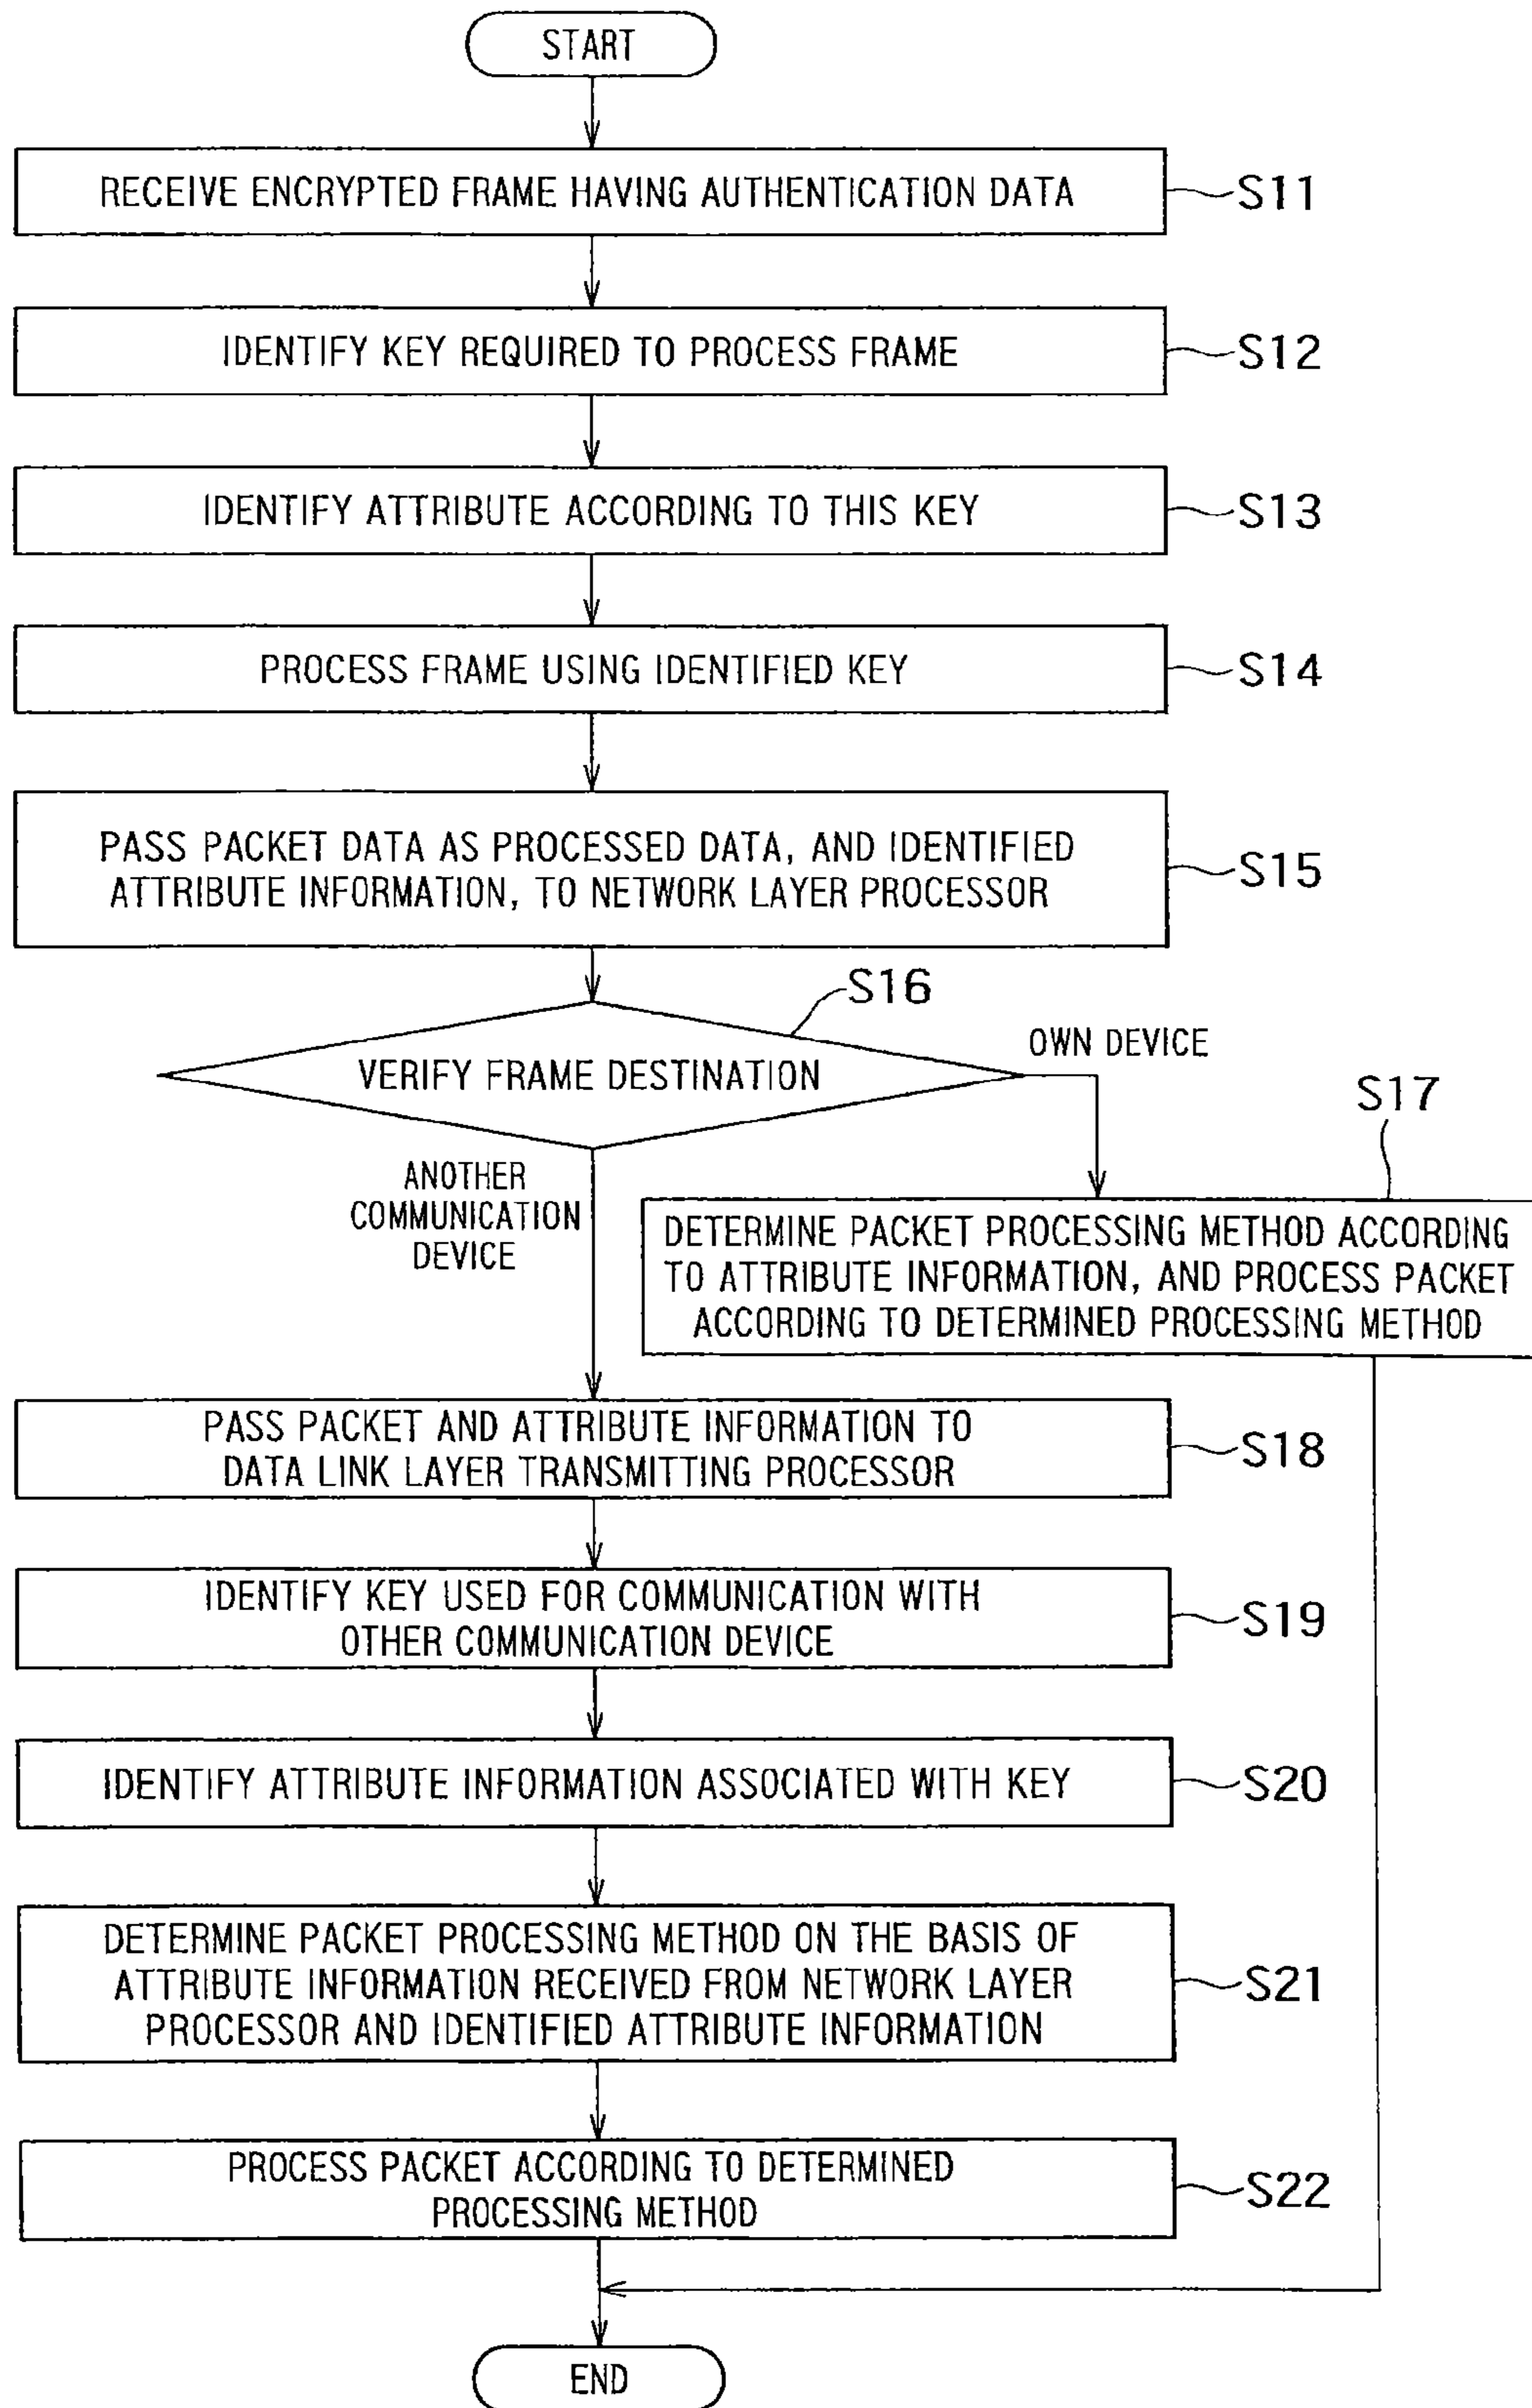 START
RECEIVE ENCRYPTED FRAME HAVING AUTHENTICATION DATA
S11
IDENTIFY KEY REQUIRED TO PROCESS FRAME
S12
IDENTIFY ATTRIBUTE ACCORDING TO THIS KEY
S13
PROCESS FRAME USING IDENTIFIED KEY
S14
PASS PACKET DATA AS PROCESSED DATA, AND IDENTIFIED
ATTRIBUTE INFORMATION, TO NETWORK LAYER PROCESSOR
S15
S16
VERIFY FRAME DESTINATION
OWN DEVICE
S17
ANOTHER
COMMUNICATION
DEVICE
DETERMINE PACKET PROCESSING METHOD ACCORDING
TO ATTRIBUTE INFORMATION, AND PROCESS PACKET
ACCORDING TO DETERMINED PROCESSING METHOD
PASS PACKET AND ATTRIBUTE INFORMATION TO
DATA LINK LAYER TRANSMITTING PROCESSOR
S18
IDENTIFY KEY USED FOR COMMUNICATION WITH
OTHER COMMUNICATION DEVICE
S19
IDENTIFY ATTRIBUTE INFORMATION ASSOCIATED WITH KEY
S20
DETERMINE PACKET PROCESSING METHOD ON THE BASIS OF
ATTRIBUTE INFORMATION RECEIVED FROM NETWORK LAYER
PROCESSOR AND IDENTIFIED ATTRIBUTE INFORMATION
S21
PROCESS PACKET ACCORDING TO DETERMINED
PROCESSING METHOD
S22
END